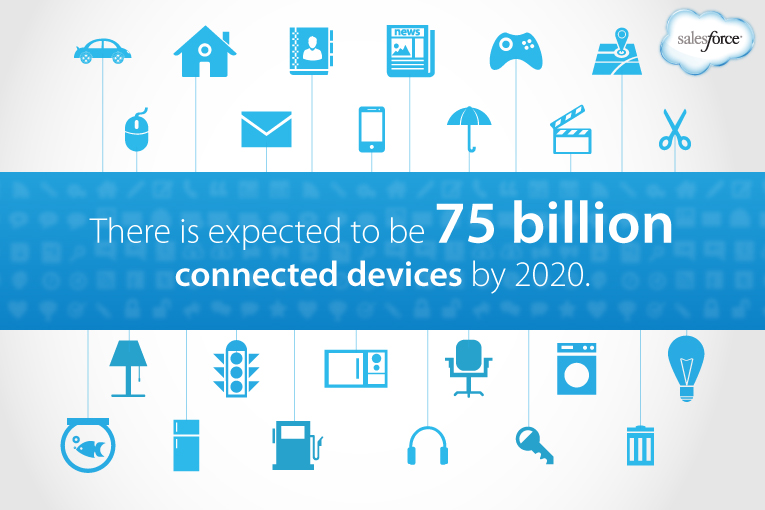 salesforce
news
There is expected to be 75 billion
connected devices by 2020.